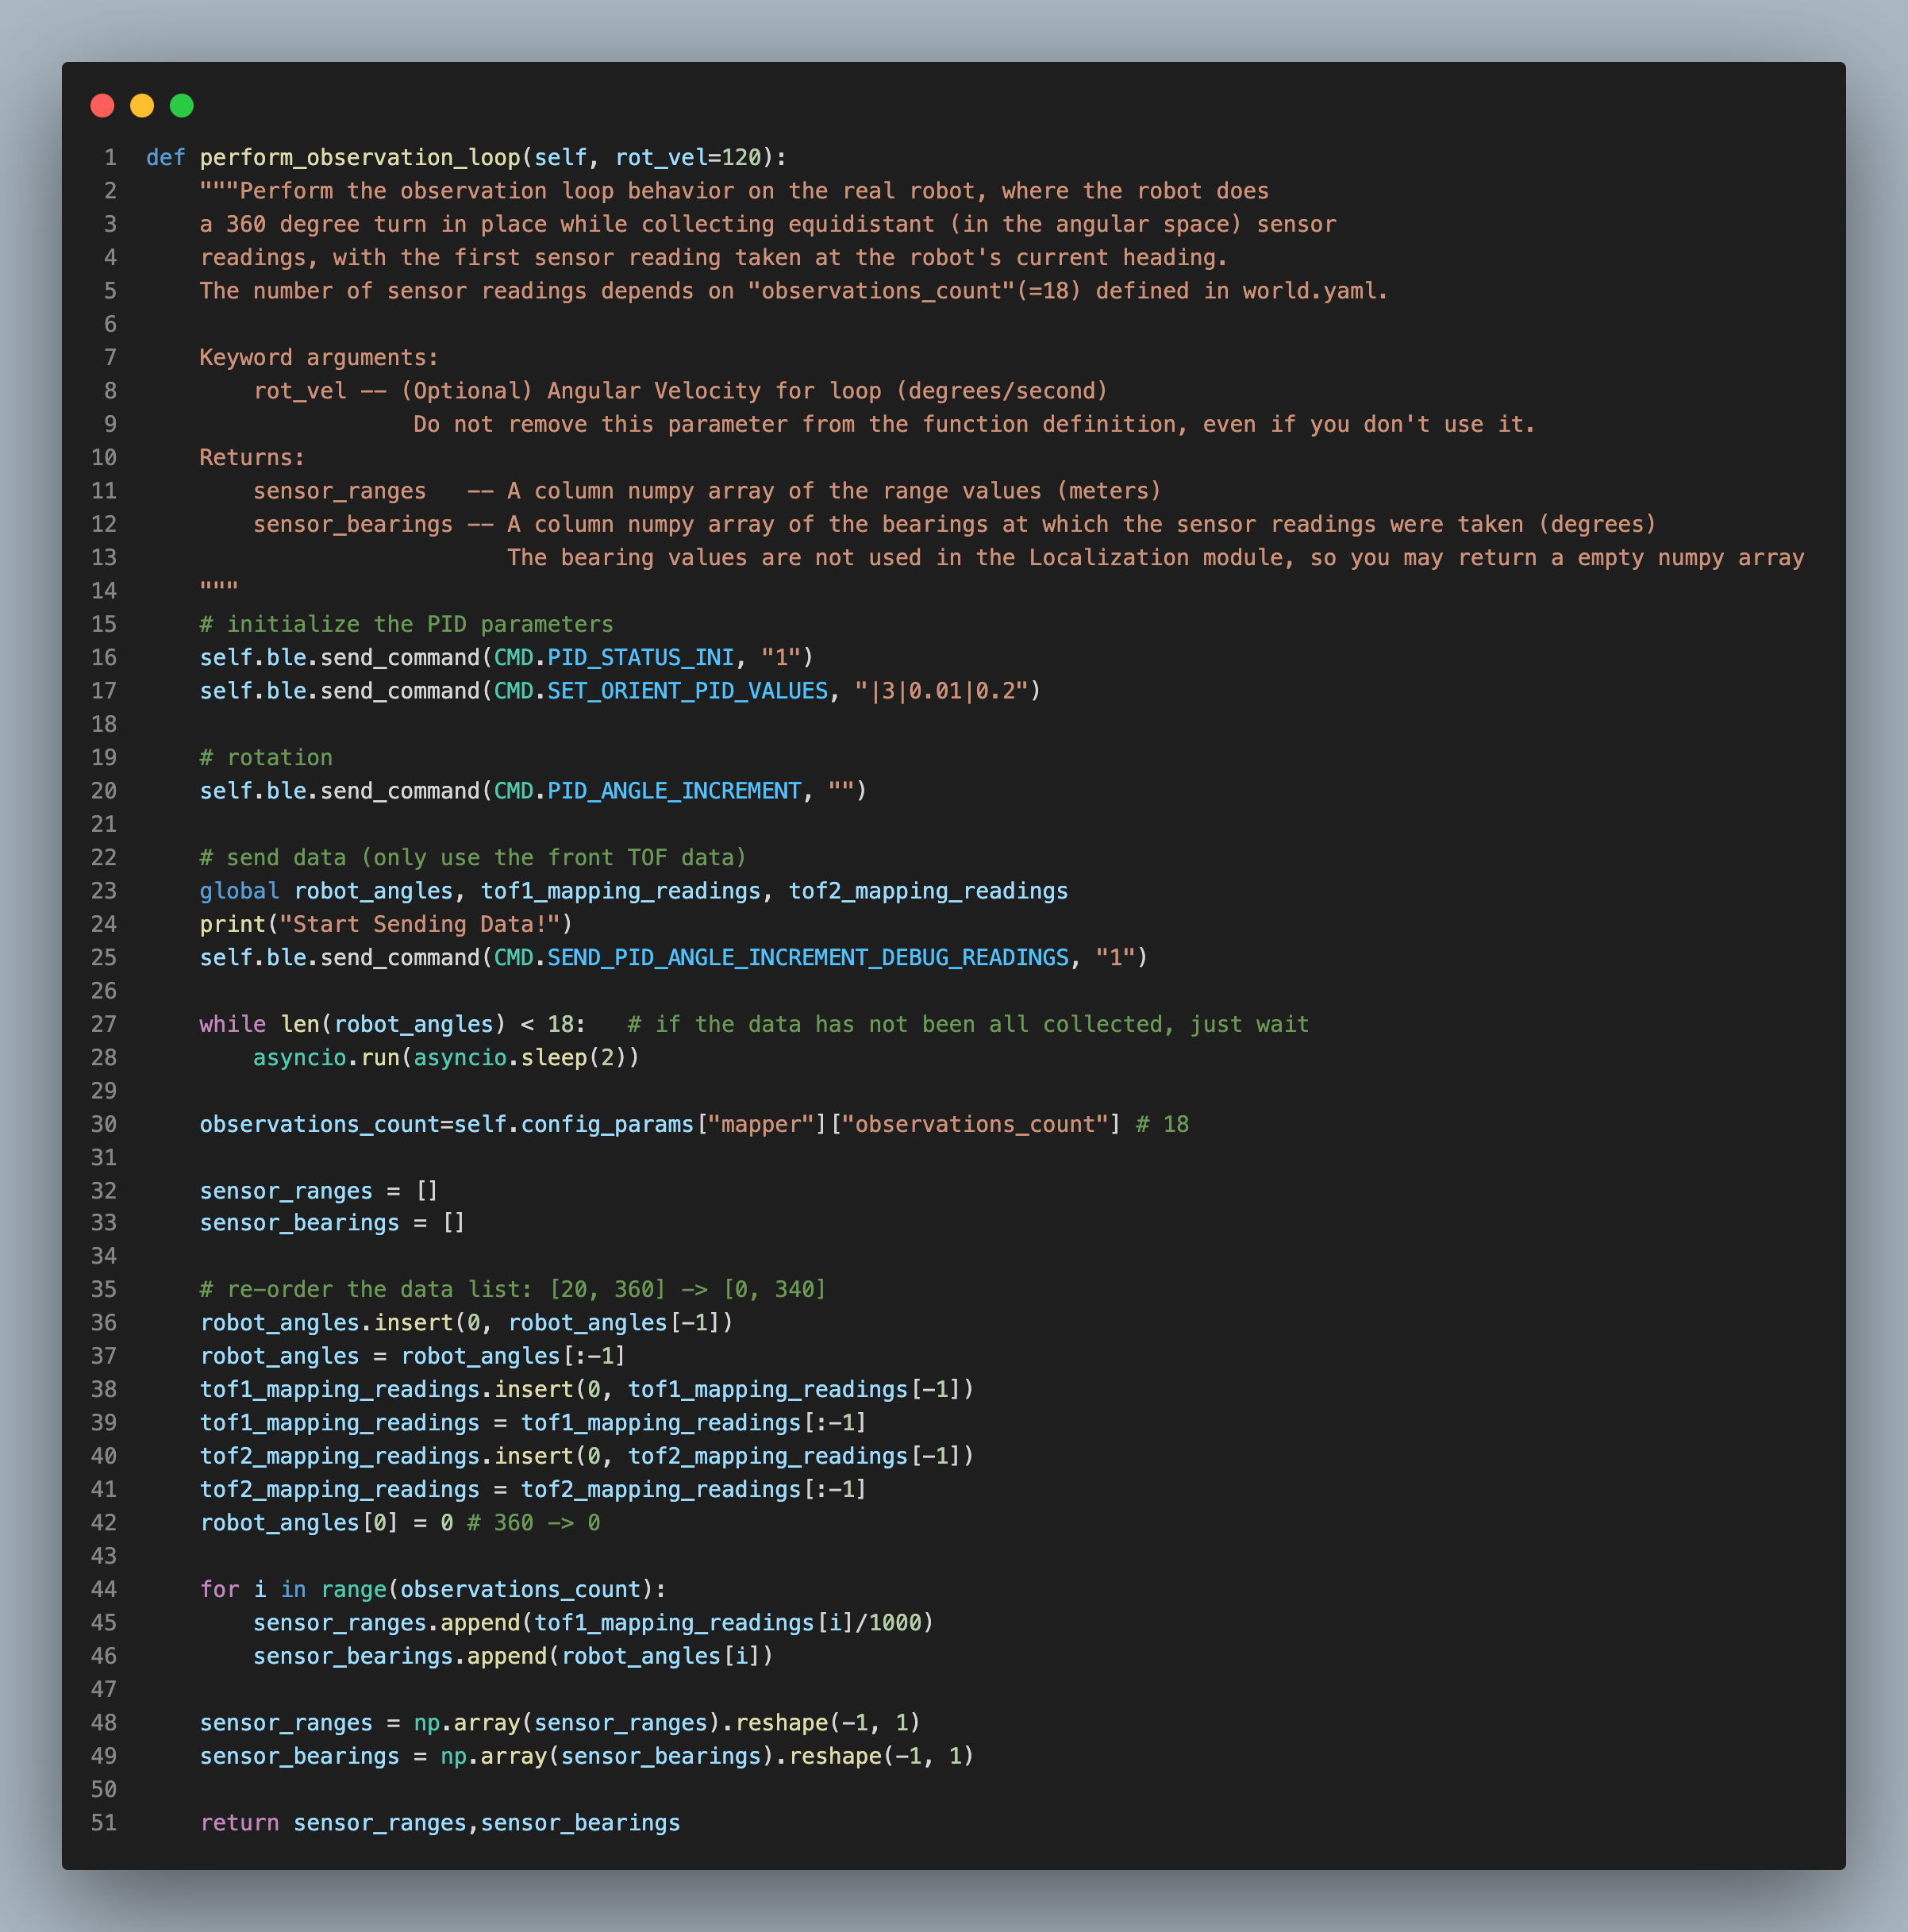 1 def perform_observation_loop(self, rot_vel=120):
2     """Perform the observation loop behavior on the real robot, where the robot does
3     a 360 degree turn in place while collecting equidistant (in the angular space) sensor
4     readings, with the first sensor reading taken at the robot's current heading.
5     The number of sensor readings depends on "observations_count"(=18) defined in world.yaml.
6
7     Keyword arguments:
8         rot_vel -- (Optional) Angular Velocity for loop (degrees/second)
9                     Do not remove this parameter from the function definition, even if you don't use it.
10     Returns:
11         sensor_ranges   -- A column numpy array of the range values (meters)
12         sensor_bearings -- A column numpy array of the bearings at which the sensor readings were taken (degrees)
13                            The bearing values are not used in the Localization module, so you may return a empty numpy array
14     """
15     # initialize the PID parameters
16     self.ble.send_command(CMD.PID_STATUS_INI, "1")
17     self.ble.send_command(CMD.SET_ORIENT_PID_VALUES, "|3|0.01|0.2")
18
19     # rotation
20     self.ble.send_command(CMD.PID_ANGLE_INCREMENT, "")
21
22     # send data (only use the front TOF data)
23     global robot_angles, tof1_mapping_readings, tof2_mapping_readings
24     print("Start Sending Data!")
25     self.ble.send_command(CMD.SEND_PID_ANGLE_INCREMENT_DEBUG_READINGS, "1")
26
27     while len(robot_angles) < 18:   # if the data has not been all collected, just wait
28         asyncio.run(asyncio.sleep(2))
29
30     observations_count=self.config_params["mapper"]["observations_count"] # 18
31
32     sensor_ranges = []
33     sensor_bearings = []
34
35     # re-order the data list: [20, 360] -> [0, 340]
36     robot_angles.insert(0, robot_angles[-1])
37     robot_angles = robot_angles[:-1]
38     tof1_mapping_readings.insert(0, tof1_mapping_readings[-1])
39     tof1_mapping_readings = tof1_mapping_readings[:-1]
40     tof2_mapping_readings.insert(0, tof2_mapping_readings[-1])
41     tof2_mapping_readings = tof2_mapping_readings[:-1]
42     robot_angles[0] = 0 # 360 -> 0
43
44     for i in range(observations_count):
45         sensor_ranges.append(tof1_mapping_readings[i]/1000)
46         sensor_bearings.append(robot_angles[i])
47
48     sensor_ranges = np.array(sensor_ranges).reshape(-1, 1)
49     sensor_bearings = np.array(sensor_bearings).reshape(-1, 1)
50
51     return sensor_ranges,sensor_bearings